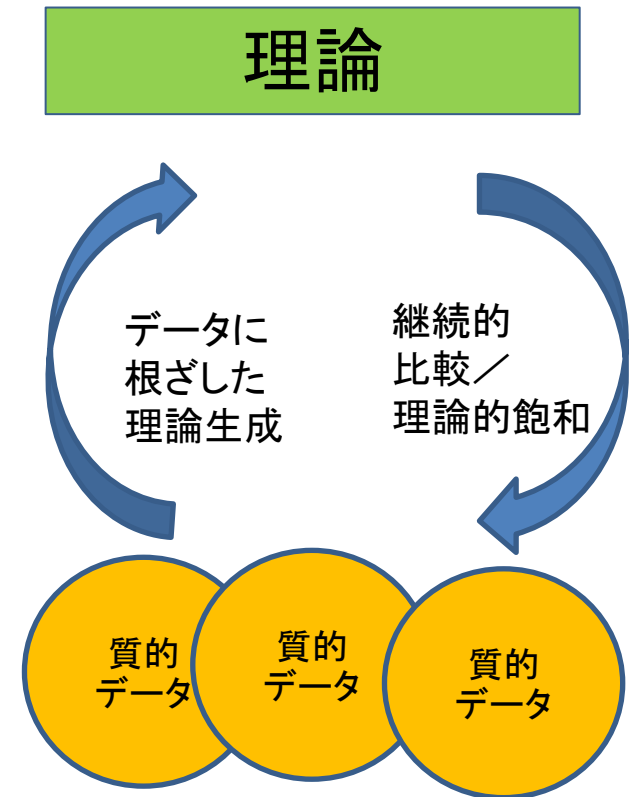 理論
データに
根ざした
理論生成
継続的
比較／
理論的飽和
質的
データ
質的
データ
質的
データ